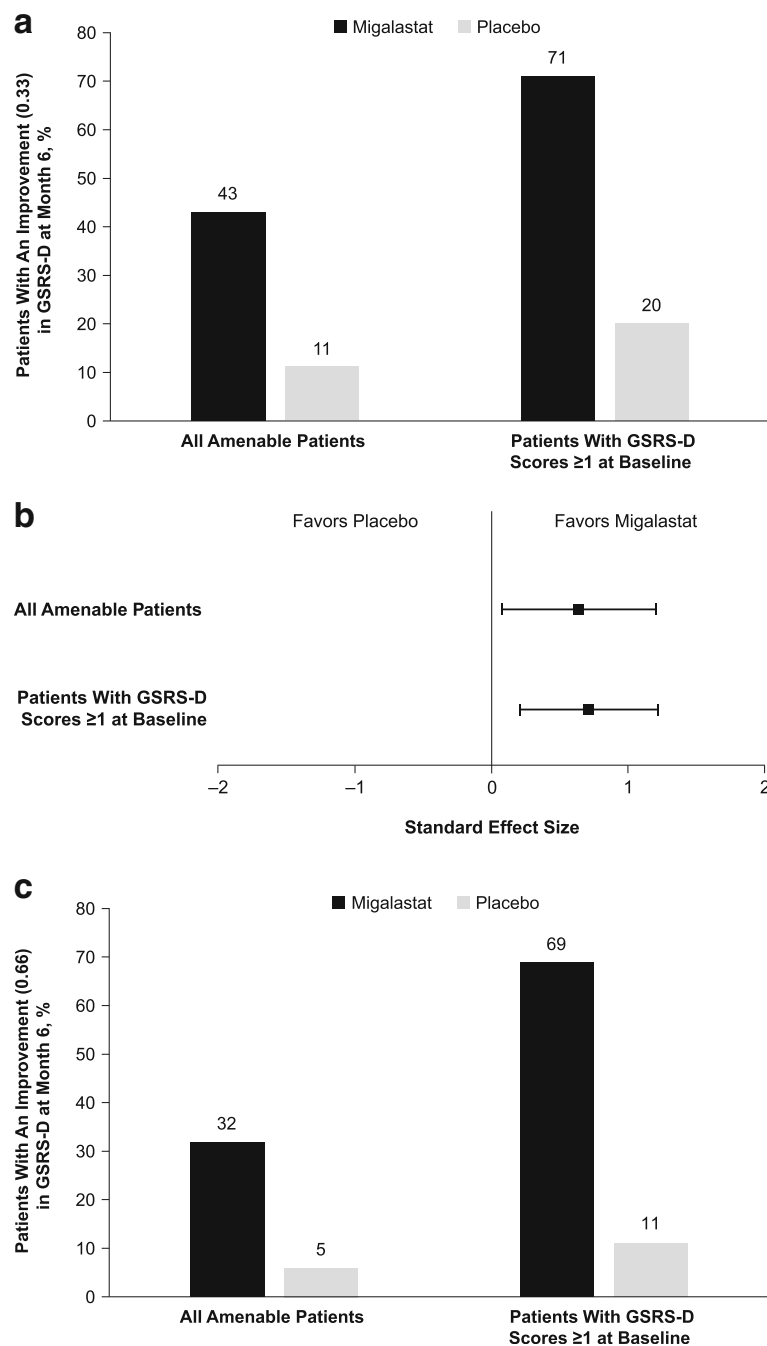 a
Migalastat Placebo
Patients With An Improvement (0.33)
in GSRS-D at Month 6, %
80
70
60
50
40
30
20
10
0
43
11
71
20
All Amenable Patients
Patients With GSRS-D
Scores ≥1 at Baseline
b
Favors Placebo Favors Migalastat
All Amenable Patients
Patients With GSRS-D
Scores ≥1 at Baseline
–2 –1 0 1 2
Standard Effect Size
c
Migalastat Placebo
Patients With An Improvement (0.66)
in GSRS-D at Month 6, %
80
70
60
50
40
30
20
10
0
32
5
69
11
All Amenable Patients
Patients With GSRS-D
Scores ≥1 at Baseline